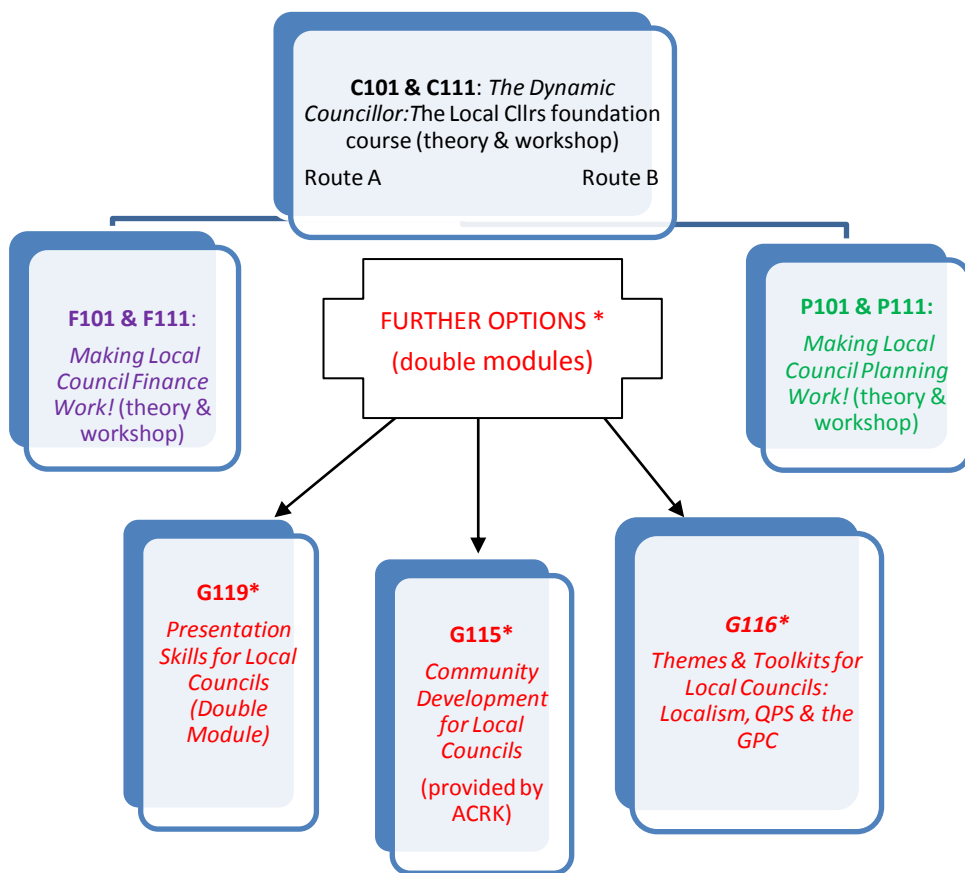 C101 & C111: The Dynamic
Councillor:The Local Cllrs foundation
course (theory & workshop)
Route A Route B
F101 & F111:
Making Local
Council Finance
Work! (theory &
workshop)
FURTHER OPTIONS *
(double modules)
P101 & P111:
Making Local
Council Planning
Work! (theory &
workshop)
G119*
Presentation
Skills for Local
Councils
(Double
Module)
G115*
Community
Development
for Local
Councils
(provided by
ACRK)
G116*
Themes & Toolkits for
Local Councils:
Localism, QPS & the
GPC